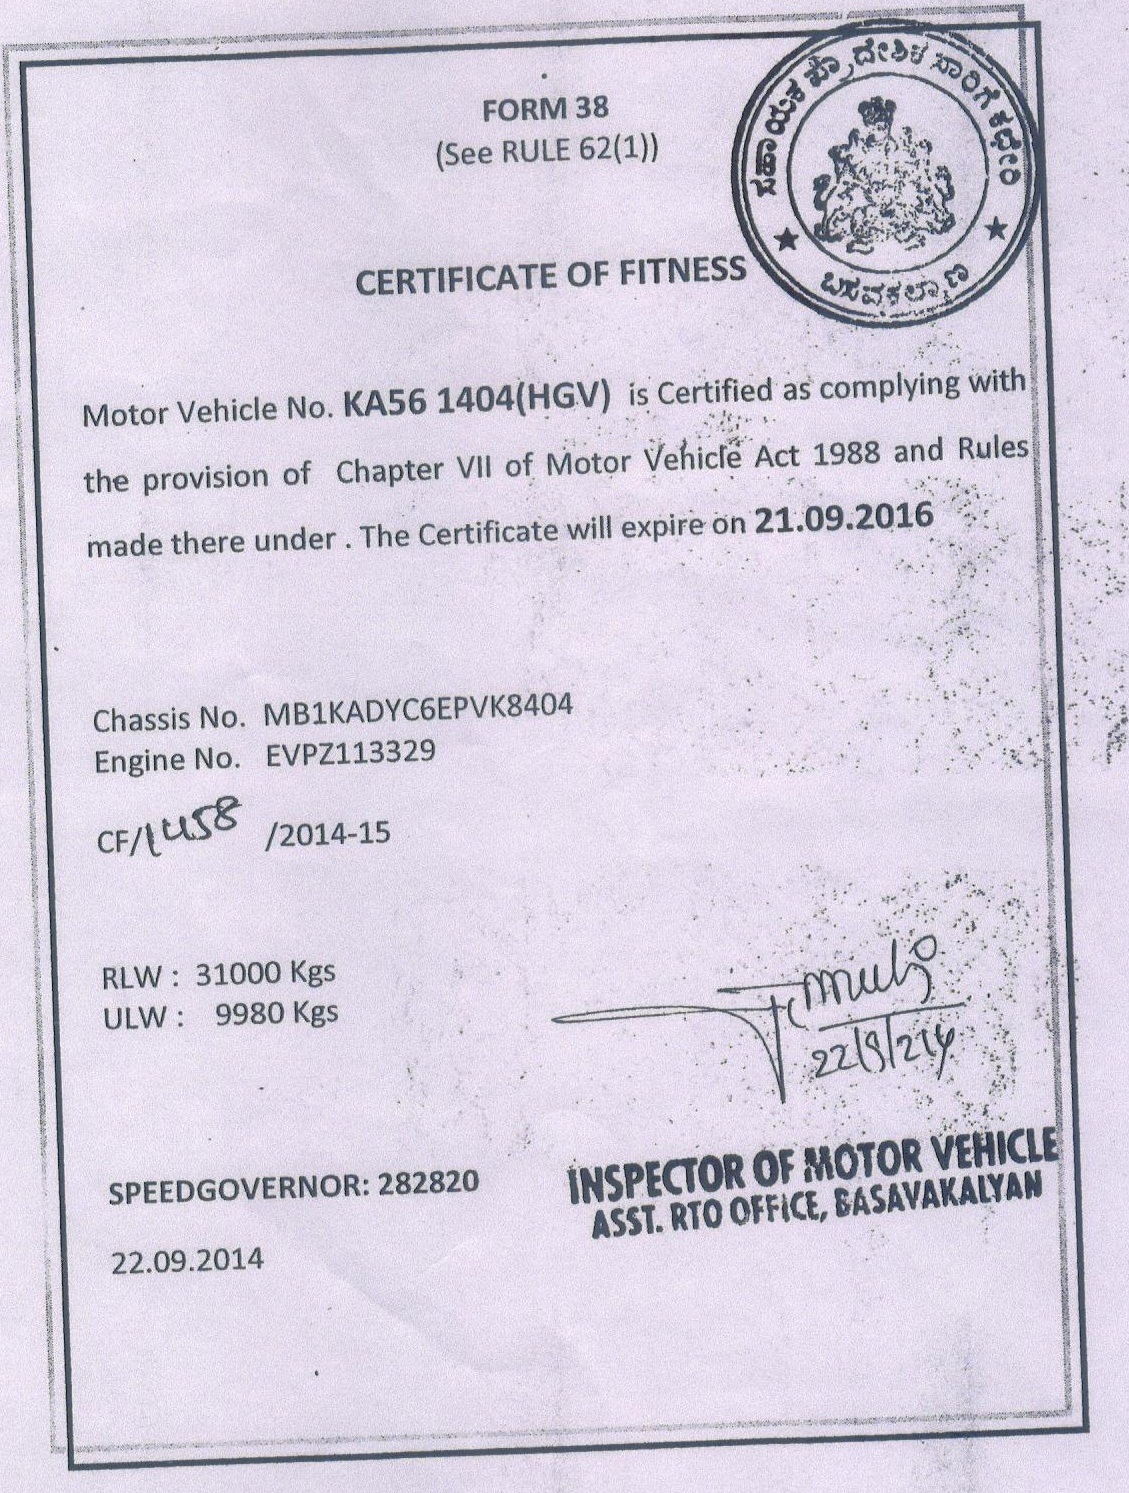 FORM 38
(See RULE 62(1))
ಸಹಾಯಕ ಪ್ರಾದೇಶಿಕ ಸಾರಿಗೆ ಕಛೇರಿ
★ ★
ಬಸವಕಲ್ಯಾಣ
CERTIFICATE OF FITNESS
Motor Vehicle No. KA56 1404(HGV) is Certified as complying with
the provision of Chapter VII of Motor Vehicle Act 1988 and Rules
made there under . The Certificate will expire on 21.09.2016
Chassis No. MB1KADYC6EPVK8404
Engine No. EVPZ113329
CF/1458 /2014-15
RLW : 31000 Kgs
ULW : 9980 Kgs
22/9/214
SPEEDGOVERNOR: 282820
INSPECTOR OF MOTOR VEHICLE
ASST. RTO OFFICE, BASAVAKALYAN
22.09.2014